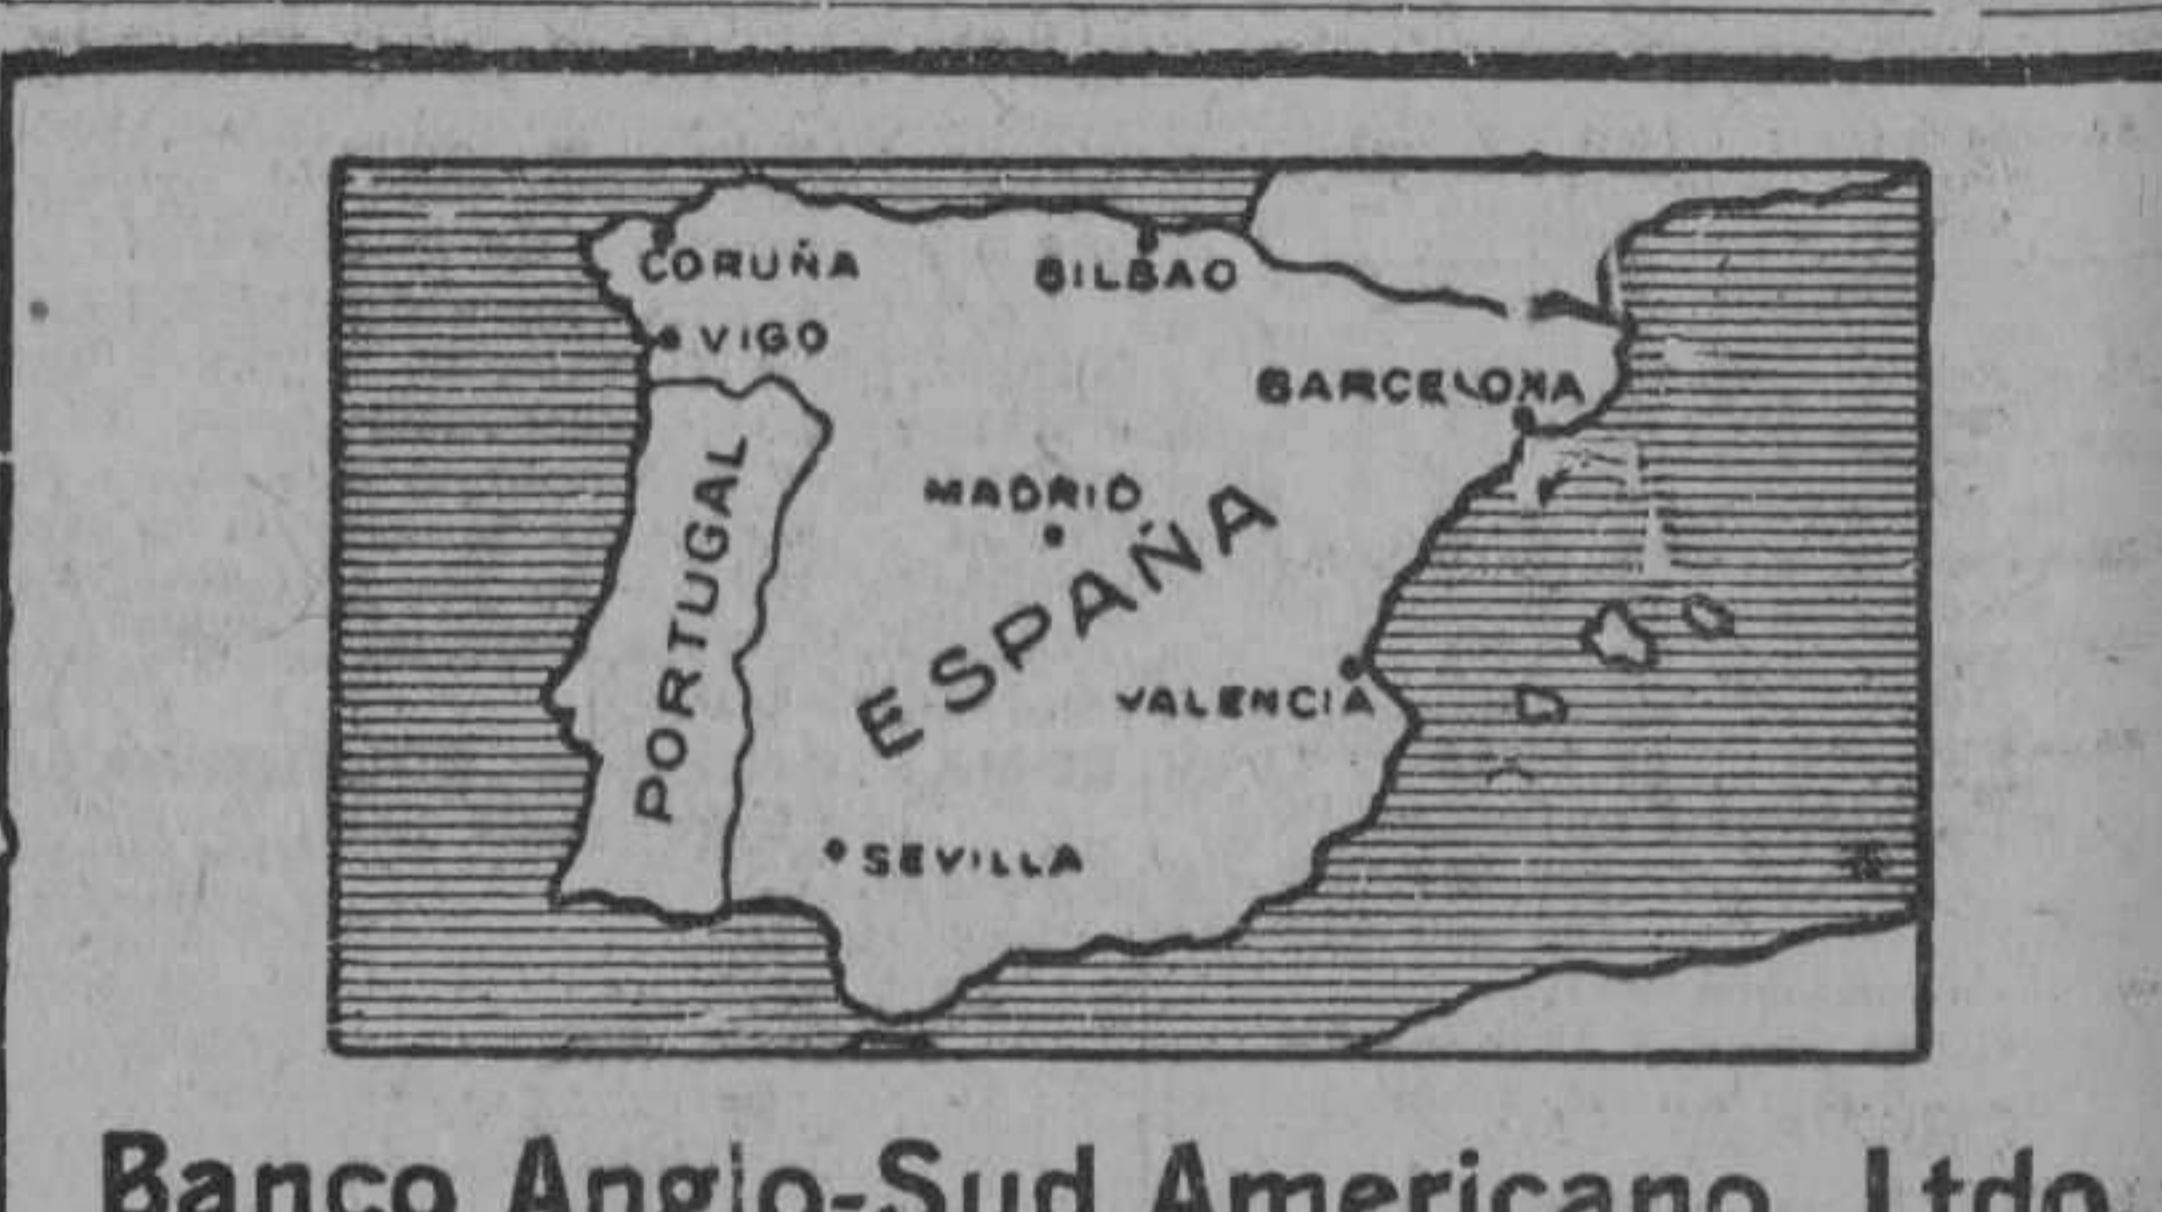 CORUÑA
BILBAO
VIGO
BARCELONA
MADRID
ESPAÑA
PORTUGAL
VALENCIA
SEVILLA
Banco Anglo-Sud Americano, Ltdo.